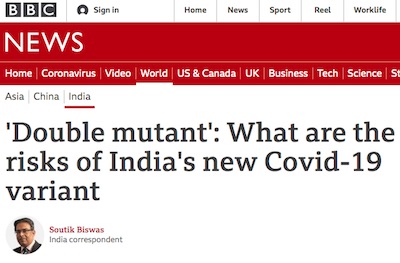 BBC Sign in Home News Sport Reel Worklife
NEWS
Home Coronavirus Video World US & Canada UK Business Tech Science St
Asia China India
'Double mutant': What are the
risks of India's new Covid-19
variant
Soutik Biswas
India correspondent